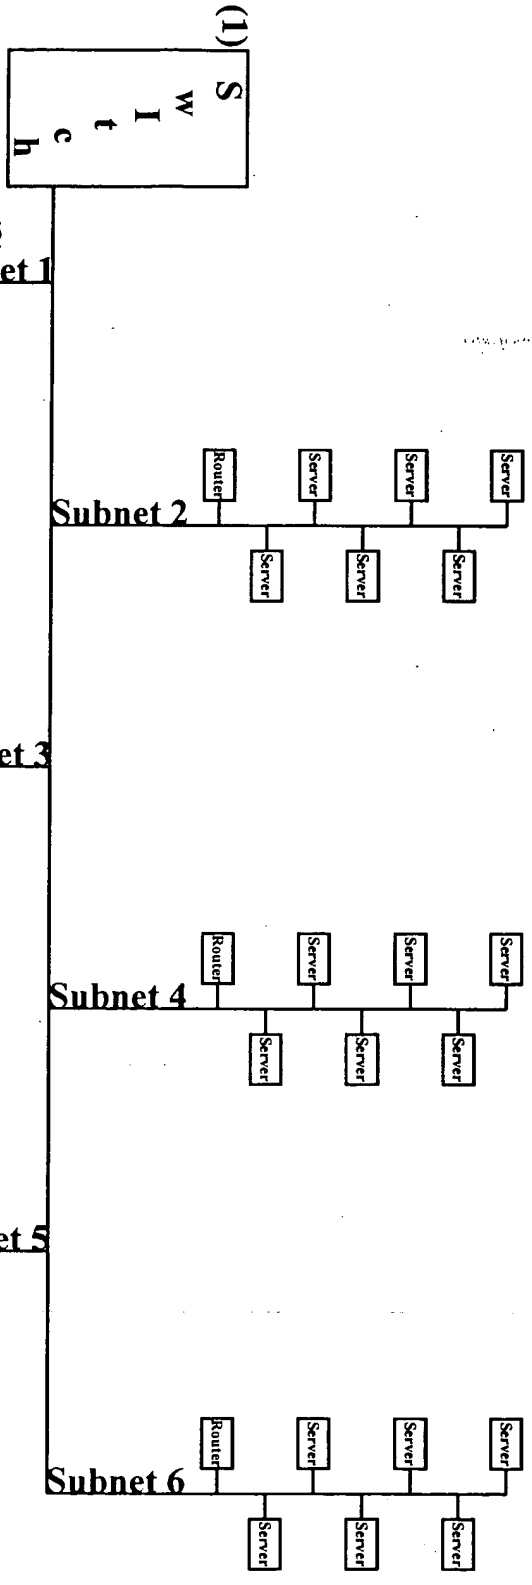 (1)
S
w
I
t
c
h
et 1
Router
Server
Server
Server
Subnet 2
Server
Server
Server
et 3
Router
Server
Server
Server
Subnet 4
Server
Server
Server
et 5
Router
Server
Server
Server
Subnet 6
Server
Server
Server